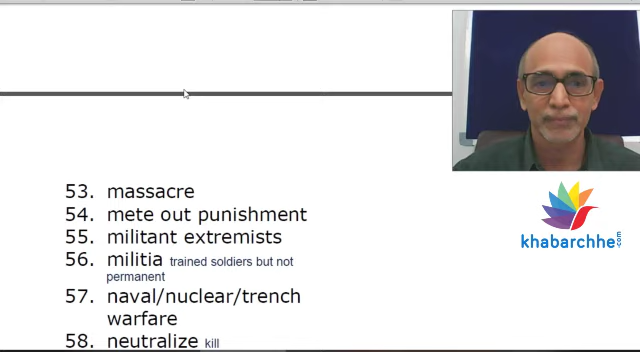 53. massacre
54. mete out punishment
55. militant extremists
56. militia trained soldiers but not
permanent
57. naval/nuclear/trench
warfare
58. neutralize kill
khabarchhe.com